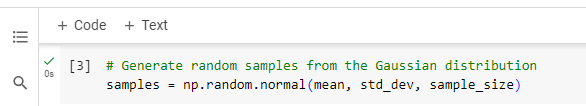 + Code + Text
[3] # Generate random samples from the Gaussian distribution
0s samples = np.random.normal(mean, std_dev, sample_size)